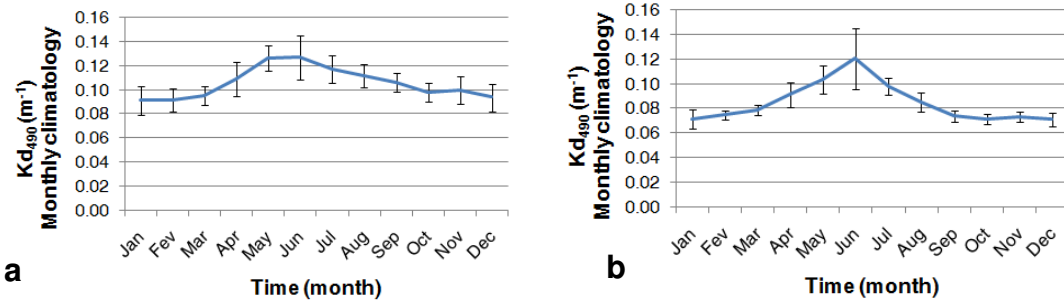 Kd490 (m-1)
Monthly climatology
0.16
0.14
0.12
0.10
0.08
0.06
0.04
0.02
0.00
Jan Fev Mar Apr May Jun Jul Aug Sep Oct Nov Dec
Time (month)
a
Kd490 (m-1)
Monthly climatology
0.16
0.14
0.12
0.10
0.08
0.06
0.04
0.02
0.00
Jan Fev Mar Apr May Jun Jul Aug Sep Oct Nov Dec
Time (month)
b